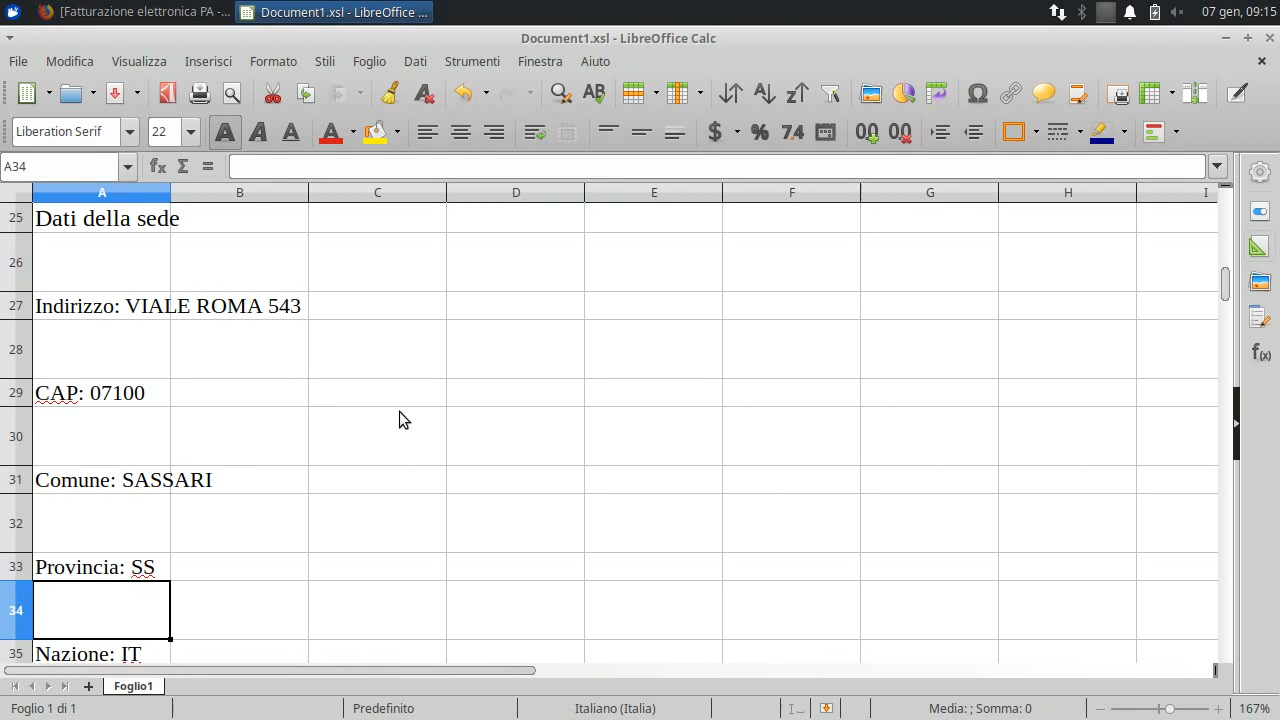 [Fatturazione elettronica PA -...
Document1.xsl - LibreOffice ...
07 gen, 09:15
Document1.xsl - LibreOffice Calc
File Modifica Visualizza Inserisci Formato Stili Foglio Dati Strumenti Finestra Aiuto
Liberation Serif 22
A34
A B C D E F G H I
25 Dati della sede
26
27 Indirizzo: VIALE ROMA 543
28
29 CAP: 07100
30
31 Comune: SASSARI
32
33 Provincia: SS
34
35 Nazione: IT
Foglio1
Foglio 1 di 1 Predefinito Italiano (Italia) Media: ; Somma: 0 167%